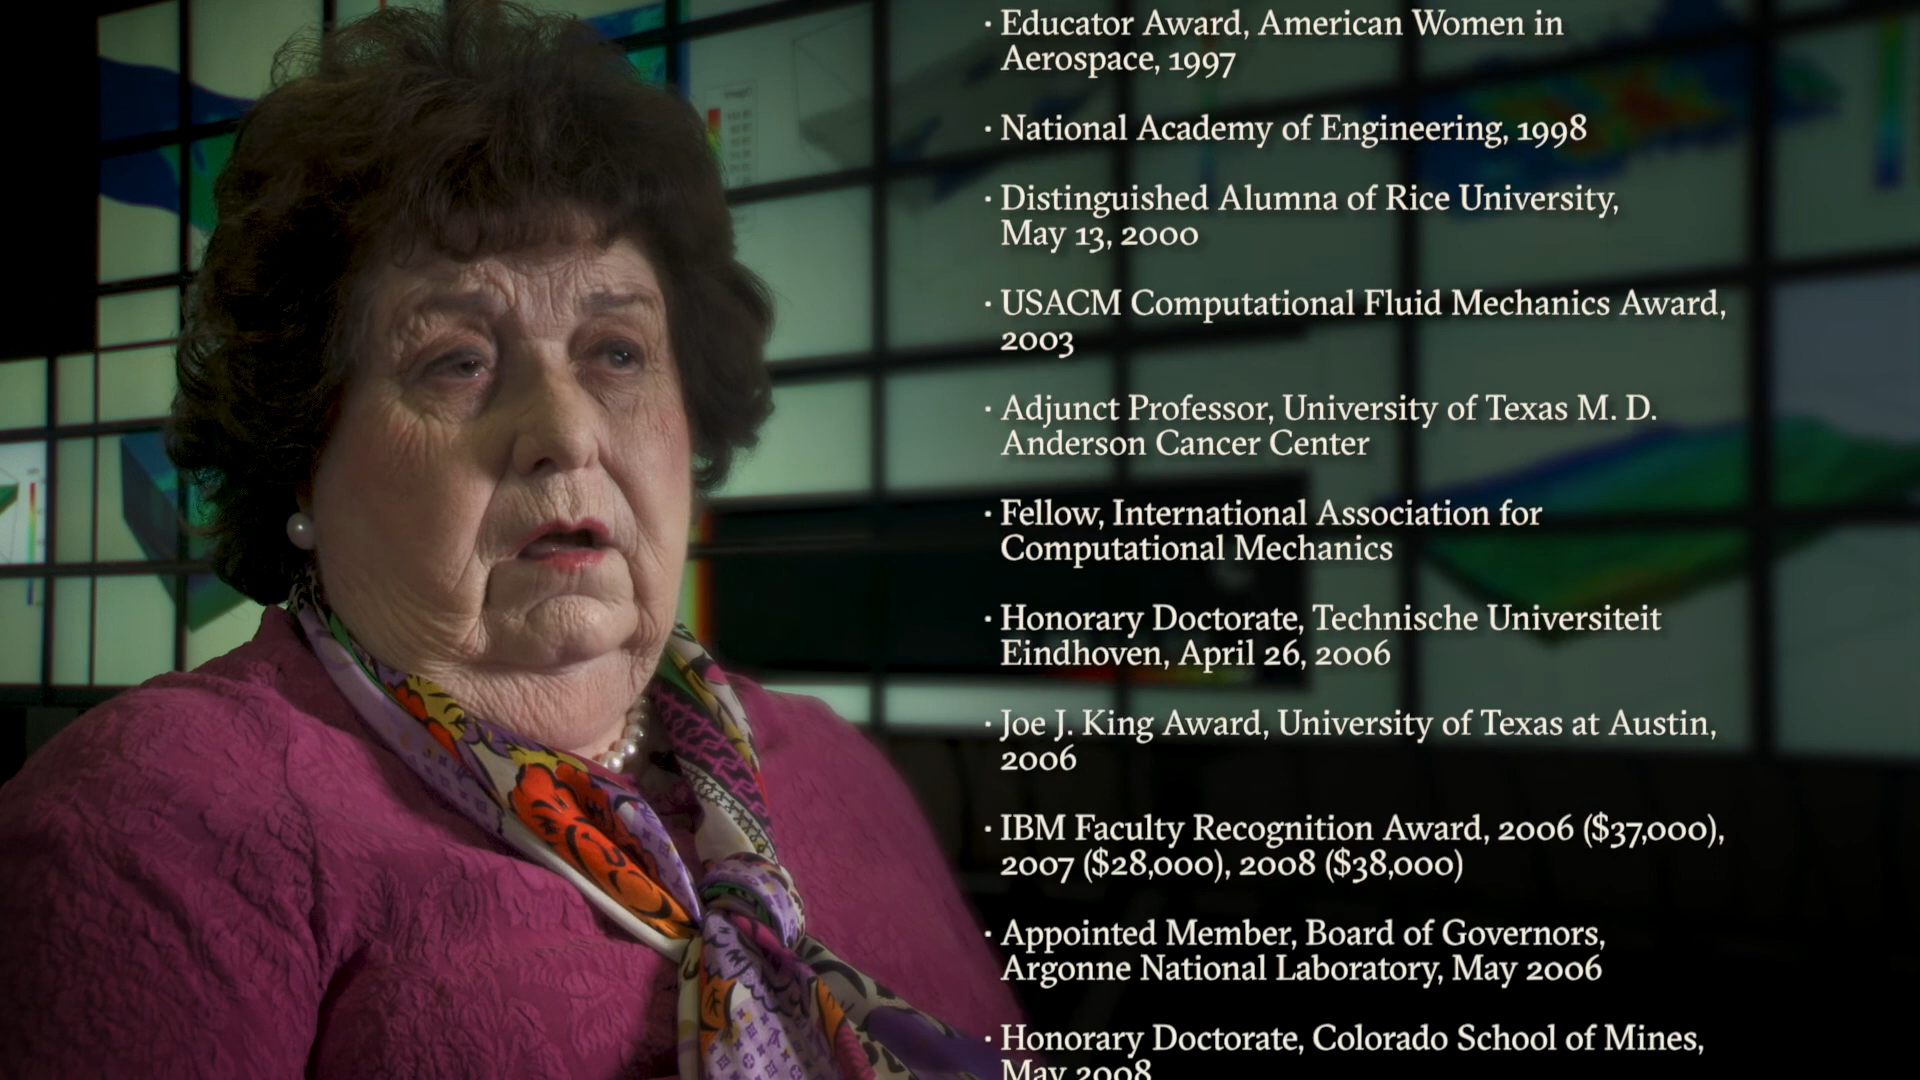 · Educator Award, American Women in
Aerospace, 1997
· National Academy of Engineering, 1998
· Distinguished Alumna of Rice University,
May 13, 2000
· USACM Computational Fluid Mechanics Award,
2003
· Adjunct Professor, University of Texas M. D.
Anderson Cancer Center
· Fellow, International Association for
Computational Mechanics
· Honorary Doctorate, Technische Universiteit
Eindhoven, April 26, 2006
· Joe J. King Award, University of Texas at Austin,
2006
· IBM Faculty Recognition Award, 2006 ($37,000),
2007 ($28,000), 2008 ($38,000)
· Appointed Member, Board of Governors,
Argonne National Laboratory, May 2006
· Honorary Doctorate, Colorado School of Mines,
May 2008